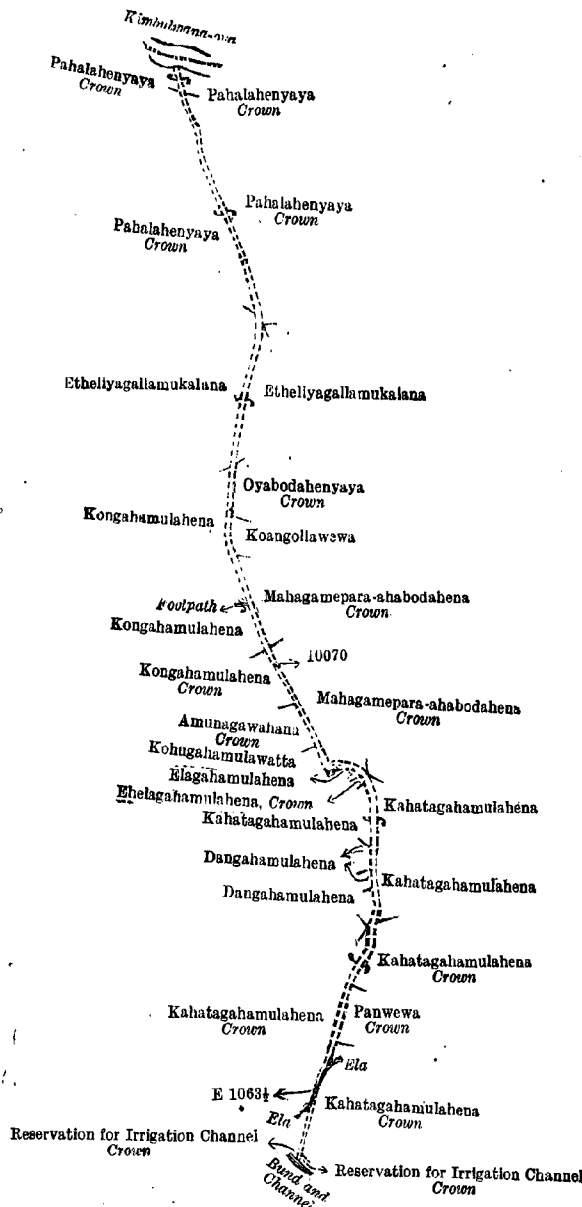 Kimbulwana-oya
Pahalahenyaya
Crown
Pahalahenyaya
Crown
Pahalahenyaya
Crown
Pahalahenyaya
Crown
Etheliyagallamukalana
Etheliyagallamukalana
Oyabodahenyaya
Crown
Kongahamulahena
Koangollawewa
Mahagamepara-ahabodahena
Crown
Footpath
Kongahamulahena
10070
Kongahamulahena
Crown
Mahagamepara-ahabodahena
Crown
Amunagawahana
Crown
Kohugahamulawatta
Elagahamulahena
Ehelagahamulahena, Crown
Kahatagahamulahena
Kahatagahamulahena
Dangahamulahena
Kahatagahamulahena
Dangahamulahena
Kahatagahamulahena
Crown
Kahatagahamulahena
Crown
Panwewa
Crown
Ela
E 1063½
Kahatagahamulahena
Crown
Ela
Reservation for Irrigation Channel
Crown
Bund and
Channel
Reservation for Irrigation Channel
Crown